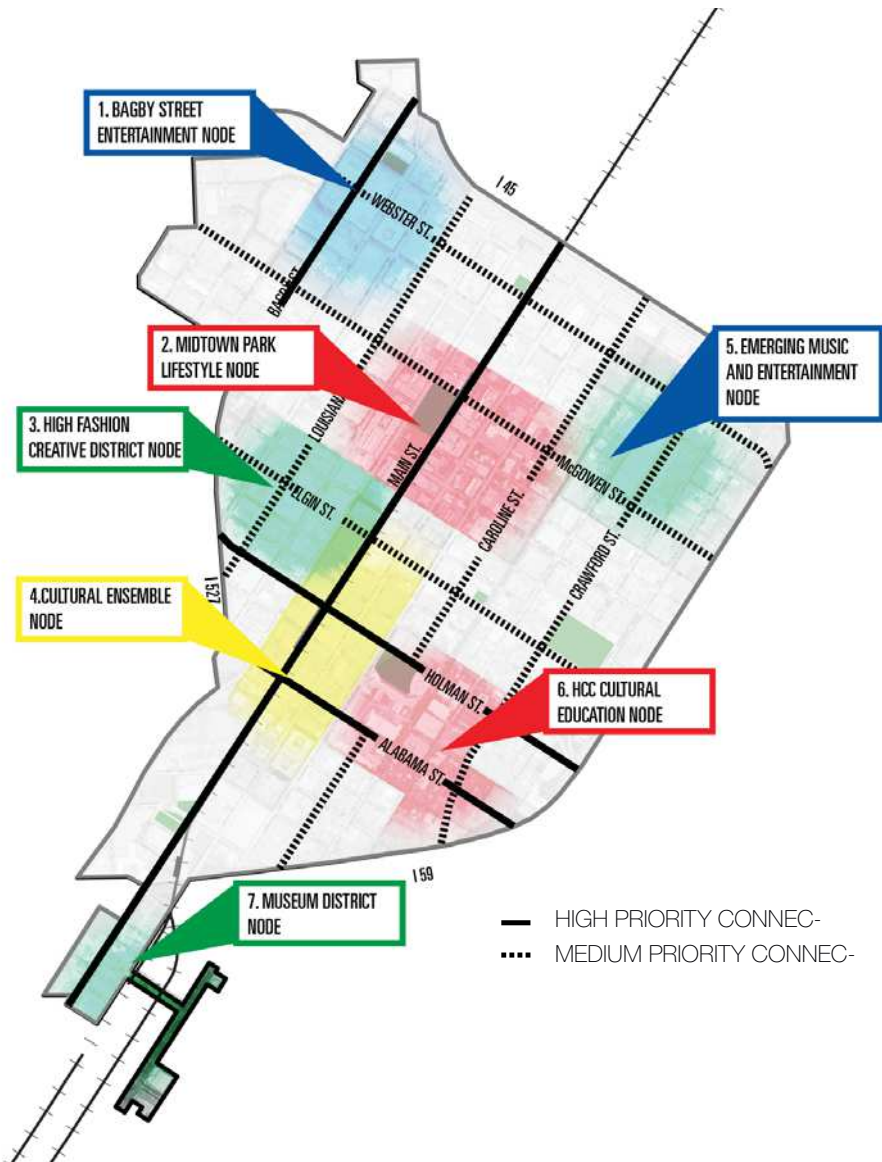 1. BAGBY STREET
ENTERTAINMENT NODE
I 45
WEBSTER ST.
BAGBY ST.
2. MIDTOWN PARK
LIFESTYLE NODE
5. EMERGING MUSIC
AND ENTERTAINMENT
NODE
3. HIGH FASHION
CREATIVE DISTRICT NODE
LOUISIANA
MAIN ST.
McGOWEN ST.
ELGIN ST.
CAROLINE ST.
CRAWFORD ST.
4.CULTURAL ENSEMBLE
NODE
I 527
HOLMAN ST.
6. HCC CULTURAL
EDUCATION NODE
ALABAMA ST.
I 59
7. MUSEUM DISTRICT
NODE
HIGH PRIORITY CONNEC-
MEDIUM PRIORITY CONNEC-